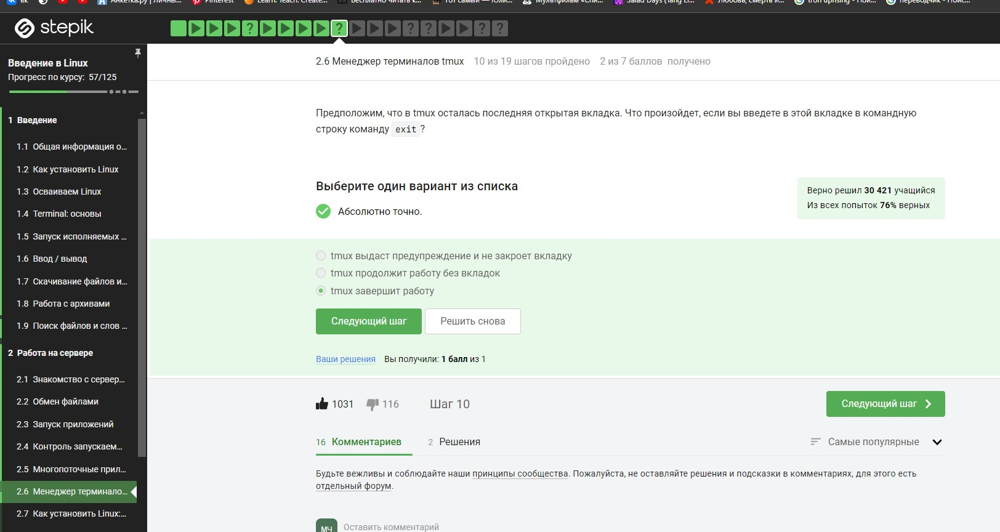 вк
Анкетка.ру | Личны...
Pinterest
Learn. Teach. Create...
Бесплатно читать к...
Тот самый — Юли...
Мультфильм «Спи...
Salad Days (Tang Li...
Любовь, смерть и...
tron uprising - Пои...
переводчик - Поис...
stepik
Введение в Linux
Прогресс по курсу: 57/125
1 Введение
1.1 Общая информация о...
1.2 Как установить Linux
1.3 Осваиваем Linux
1.4 Terminal: основы
1.5 Запуск исполняемых ...
1.6 Ввод / вывод
1.7 Скачивание файлов и...
1.8 Работа с архивами
1.9 Поиск файлов и слов ...
2 Работа на сервере
2.1 Знакомство с сервер...
2.2 Обмен файлами
2.3 Запуск приложений
2.4 Контроль запускаем...
2.5 Многопоточные прил...
2.6 Менеджер терминало...
2.7 Как установить Linux:...
2.6 Менеджер терминалов tmux 10 из 19 шагов пройдено 2 из 7 баллов получено
Предположим, что в tmux осталась последняя открытая вкладка. Что произойдет, если вы введете в этой вкладке в командную
строку команду exit ?
Выберите один вариант из списка
Абсолютно точно.
Верно решил 30 421 учащийся
Из всех попыток 76% верных
tmux выдаст предупреждение и не закроет вкладку
tmux продолжит работу без вкладок
tmux завершит работу
Следующий шаг
Решить снова
Ваши решения Вы получили: 1 балл из 1
1031 116 Шаг 10
Следующий шаг
16 Комментариев 2 Решения
Самые популярные
Будьте вежливы и соблюдайте наши принципы сообщества. Пожалуйста, не оставляйте решения и подсказки в комментариях, для этого есть
отдельный форум.
МЧ Оставить комментарий